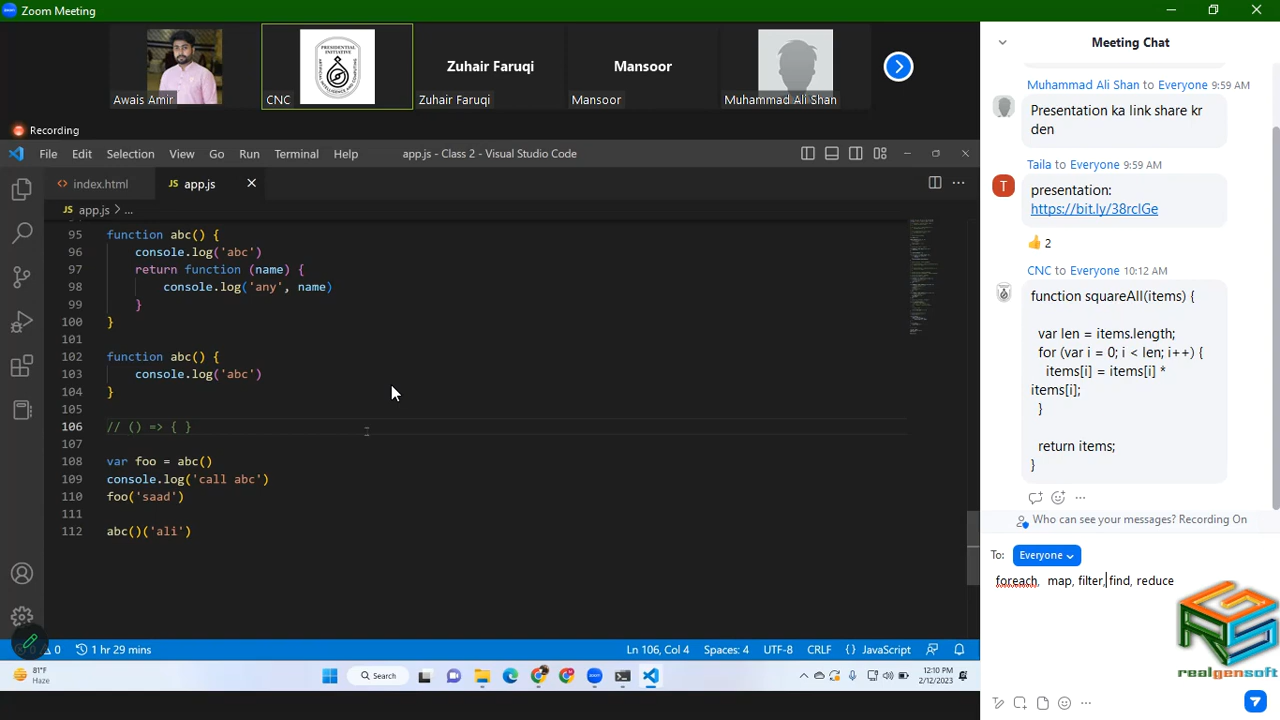 Zoom Meeting
PRESIDENTIAL
INITIATIVE
Zuhair Faruqi
Mansoor
Awais Amir
CNC
Zuhair Faruqi
Mansoor
Muhammad Ali Shan
Recording
File Edit Selection View Go Run Terminal Help
app.js - Class 2 - Visual Studio Code
index.html
JS app.js
JS app.js > ...
95 function abc() {
96 console.log('abc')
97 return function (name) {
98 console.log('any', name)
99 }
100 }
101
102 function abc() {
103 console.log('abc')
104 }
105
106 // () => { }
107
108 var foo = abc()
109 console.log('call abc')
110 foo('saad')
111
112 abc()('ali')
0 1 hr 29 mins
Ln 106, Col 4 Spaces: 4 UTF-8 CRLF {} JavaScript
81°F
Haze
Search
12:10 PM
2/12/2023
Meeting Chat
Muhammad Ali Shan to Everyone 9:59 AM
Presentation ka link share kr
den
Taila to Everyone 9:59 AM
T
presentation:
https://bit.ly/38rclGe
👍 2
CNC to Everyone 10:12 AM
function squareAll(items) {
var len = items.length;
for (var i = 0; i < len; i++) {
items[i] = items[i] *
items[i];
}
return items;
}
Who can see your messages? Recording On
To: Everyone
foreach, map, filter, find, reduce
realgensoft